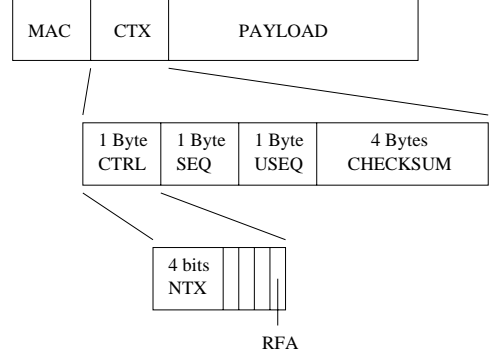 MAC CTX PAYLOAD
1 Byte 1 Byte 1 Byte 4 Bytes
CTRL SEQ USEQ CHECKSUM
4 bits
NTX
RFA